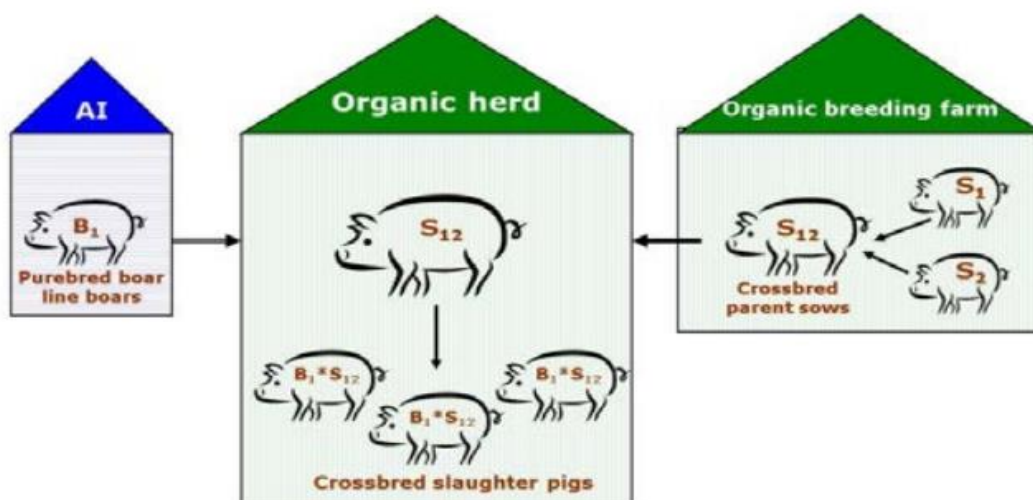 AI
B₁
Purebred boar
line boars
Organic herd
S₁₂
B₁*S₁₂
B₁*S₁₂
B₁*S₁₂
Crossbred slaughter pigs
Organic breeding farm
S₁
S₁₂
S₂
Crossbred
parent sows